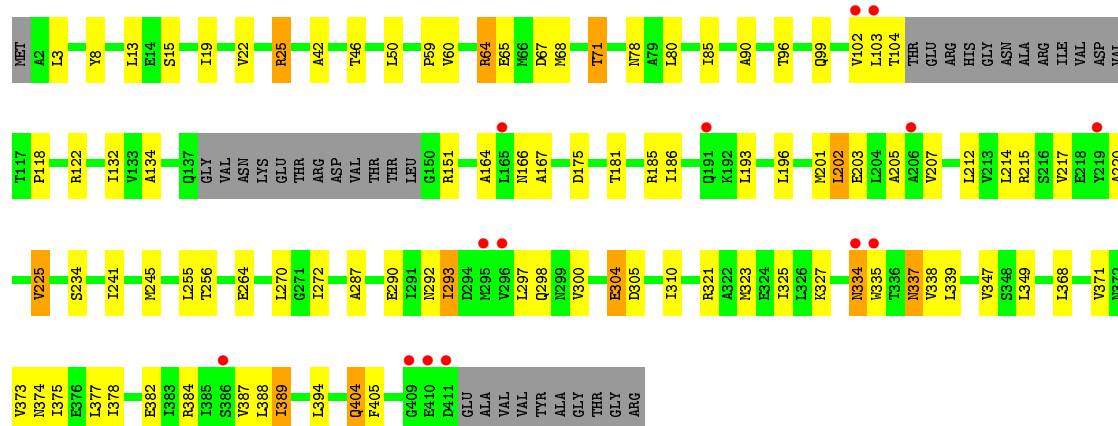 MET A2 L3 Y8 L13 E14 S15 I19 V22 R25 A42 T46 L50 P59 V60 R64 E65 M66 D67 M68 T71 N78 A79 L80 I85 A90 T96 Q99 V102 L103 T104 THR GLU ARG HIS GLY ASN ALA ARG ILE VAL ASP VAL
T117 P118 R122 I132 V133 A134 Q137 GLY VAL ASN LYS GLU THR ARG ASP VAL THR THR LEU G150 R151 A164 L165 N166 A167 D175 T181 R185 I186 Q191 K192 L193 L196 M201 L202 E203 L204 A205 A206 V207 L212 V213 L214 R215 S216 V217 E218 Y219 A220
V225 S234 I241 M245 L255 T256 E264 L270 G271 I272 A287 E290 I291 N292 I293 D294 M295 V296 L297 Q298 N299 V300 E304 D305 I310 R321 A322 M323 E324 I325 L326 K327 N334 W335 T336 N337 V338 L339 V347 S348 L349 L368 V371 N372
V373 N374 I375 E376 L377 I378 E382 I383 R384 I385 S386 V387 L388 I389 L394 Q404 F405 G409 E410 D411 GLU ALA VAL VAL TYR ALA GLY THR GLY ARG